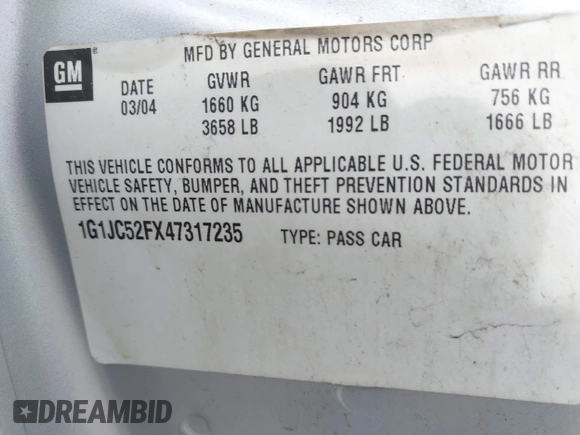 GM
®
MFD BY GENERAL MOTORS CORP
DATE GVWR GAWR FRT GAWR RR
03/04 1660 KG 904 KG 756 KG
3658 LB 1992 LB 1666 LB
THIS VEHICLE CONFORMS TO ALL APPLICABLE U.S. FEDERAL MOTOR
VEHICLE SAFETY, BUMPER, AND THEFT PREVENTION STANDARDS IN
EFFECT ON THE DATE OF MANUFACTURE SHOWN ABOVE.
1G1JC52FX47317235 TYPE: PASS CAR
DREAMBID